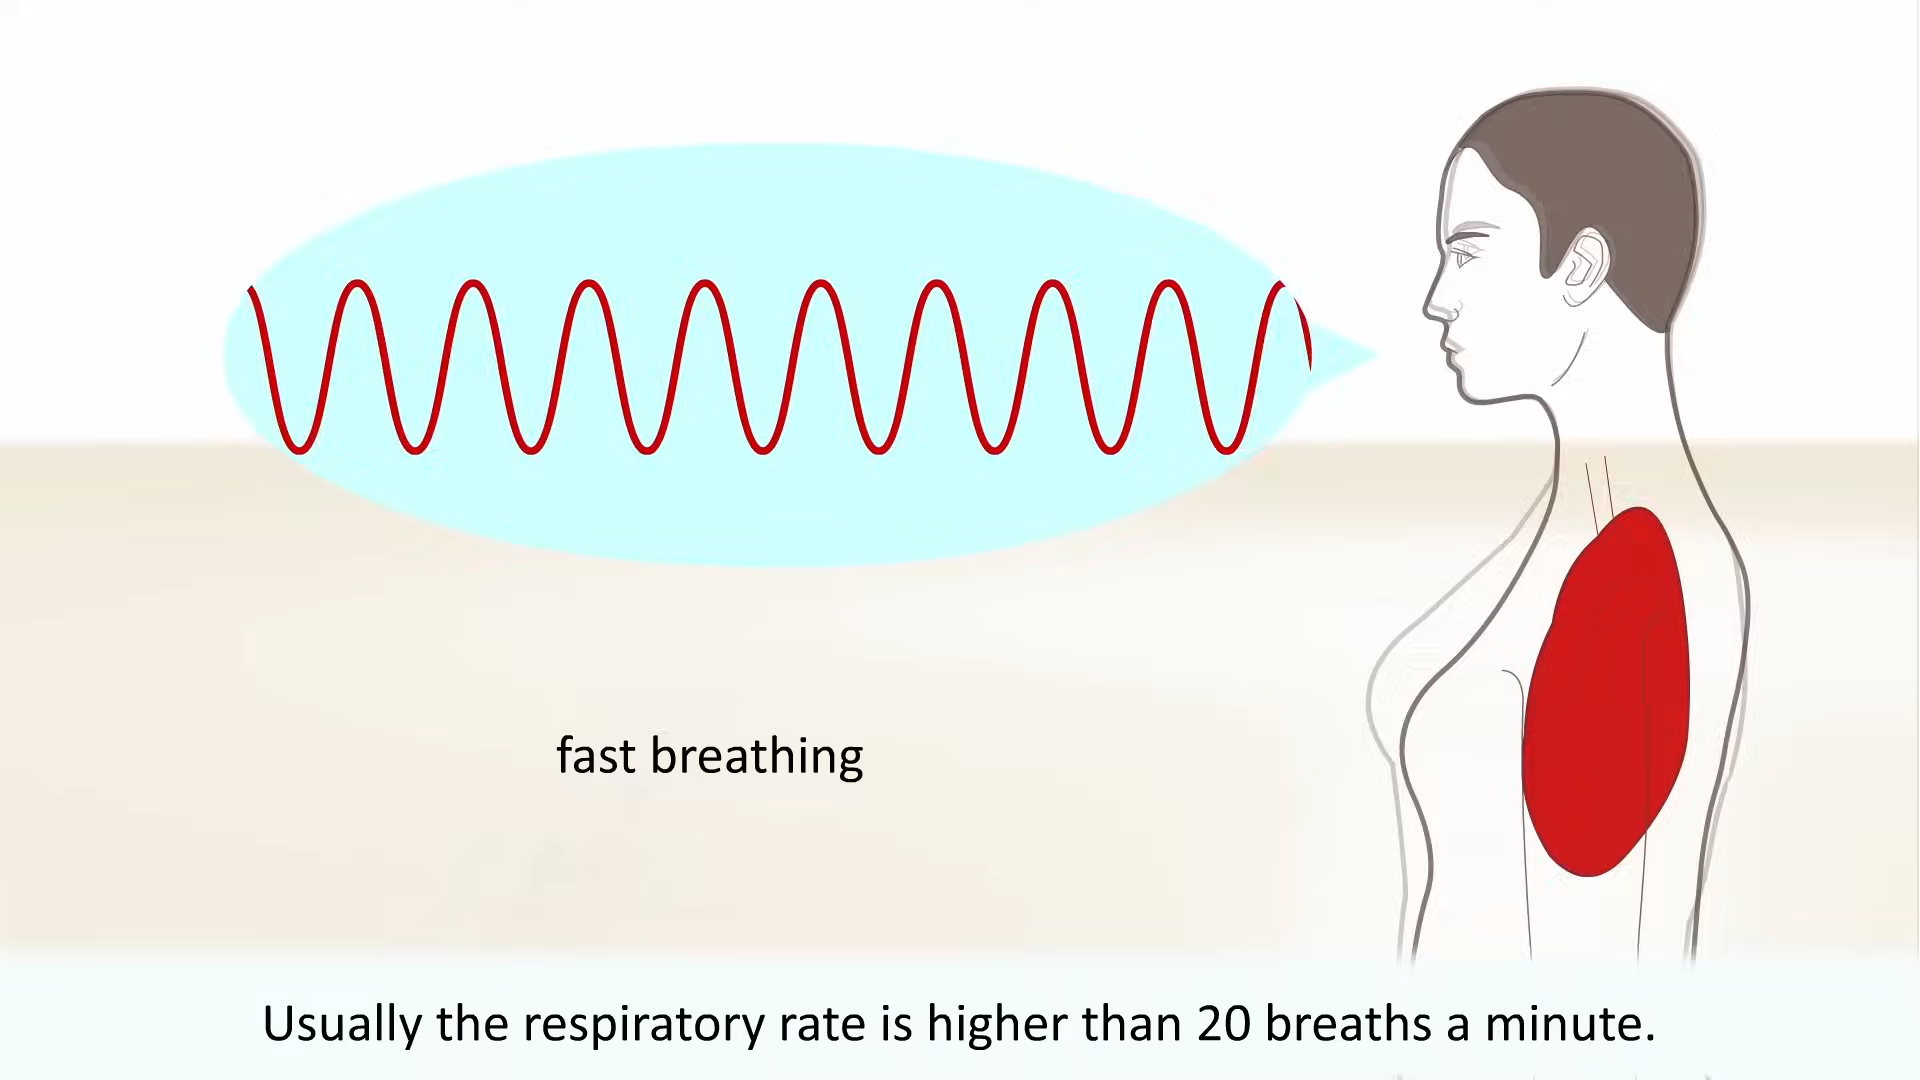 fast breathing
Usually the respiratory rate is higher than 20 breaths a minute.